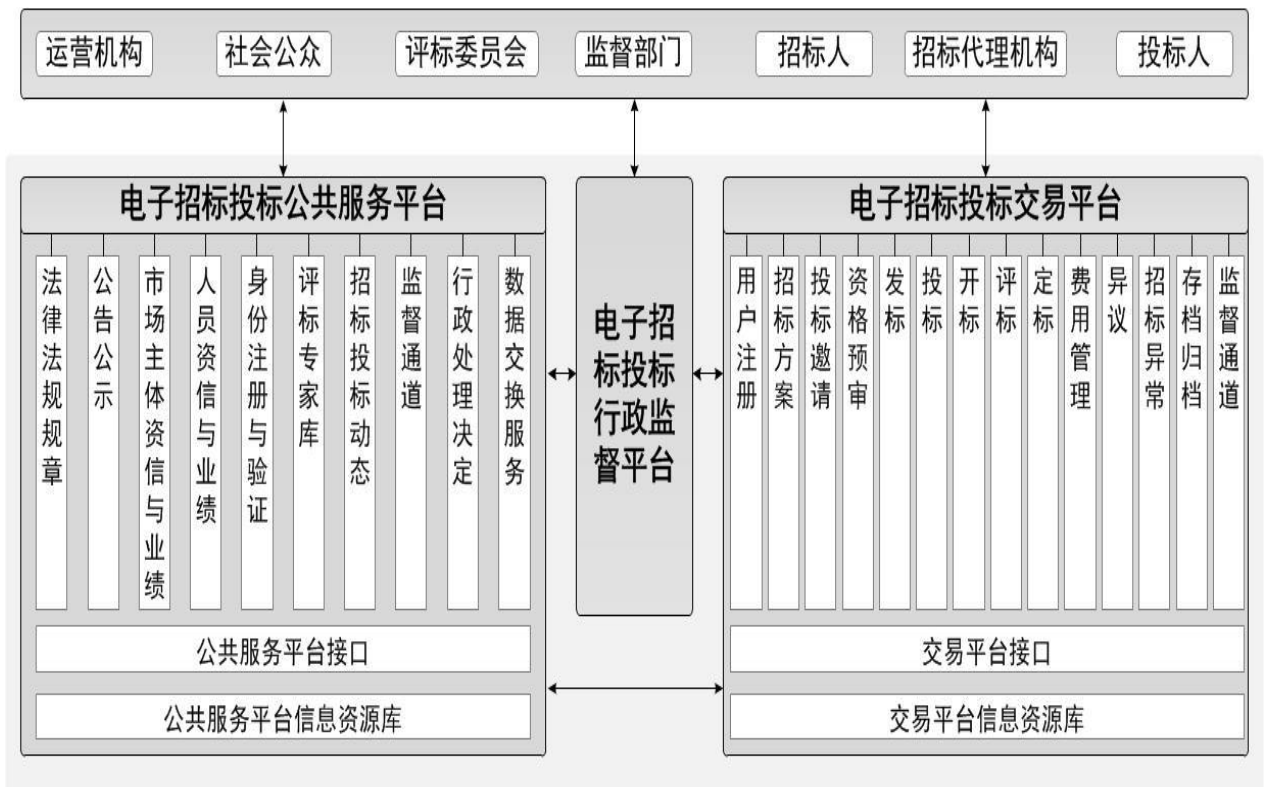 运营机构
社会公众
评标委员会
监督部门
招标人
招标代理机构
投标人
电子招标投标公共服务平台
法律法规规章
公告公示
市场主体资信与业绩
人员资信与业绩
身份注册与验证
评标专家库
招标投标动态
监督通道
行政处理决定
数据交换服务
公共服务平台接口
公共服务平台信息资源库
电子招
标投标
行政监
督平台
电子招标投标交易平台
用户注册
招标方案
投标邀请
资格预审
发标
投标
开标
评标
定标
费用管理
异议
招标异常
存档归档
监督通道
交易平台接口
交易平台信息资源库